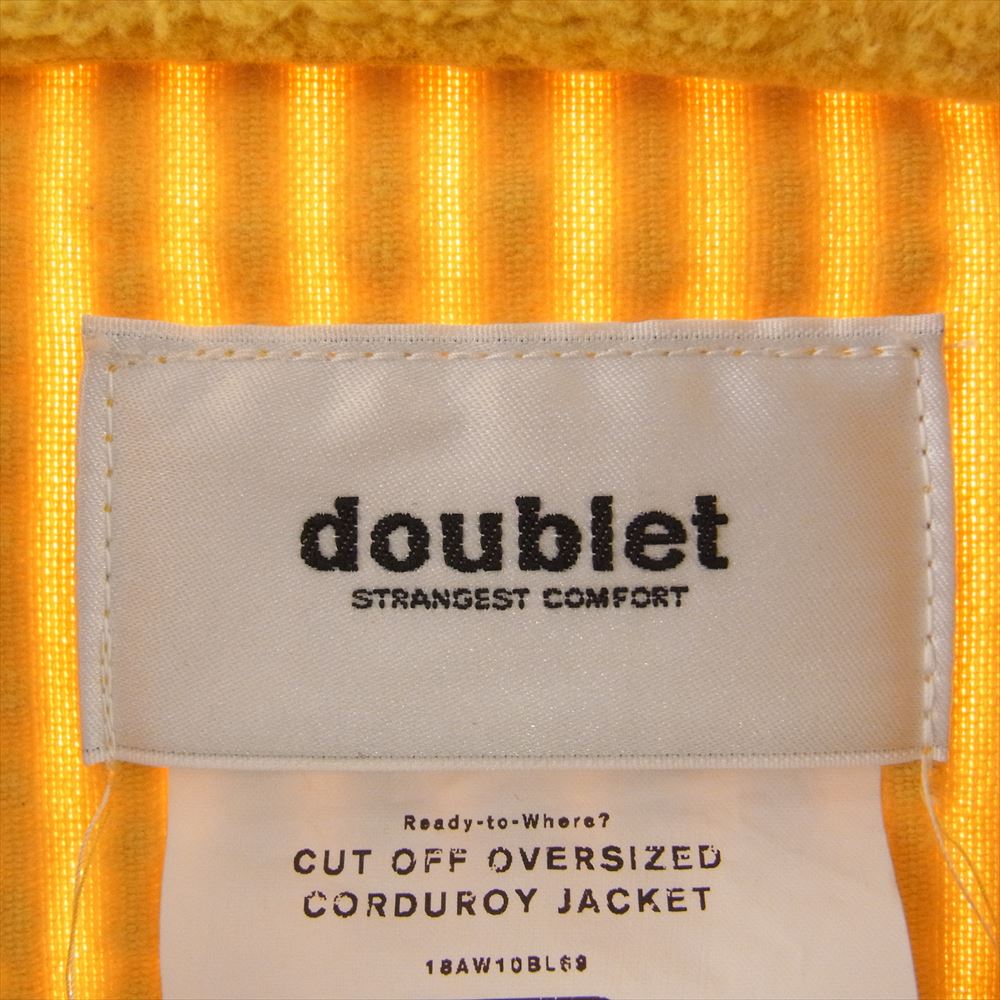 doublet
STRANGEST COMFORT
Ready-to-Where?
CUT OFF OVERSIZED
CORDUROY JACKET
18AW10BL69